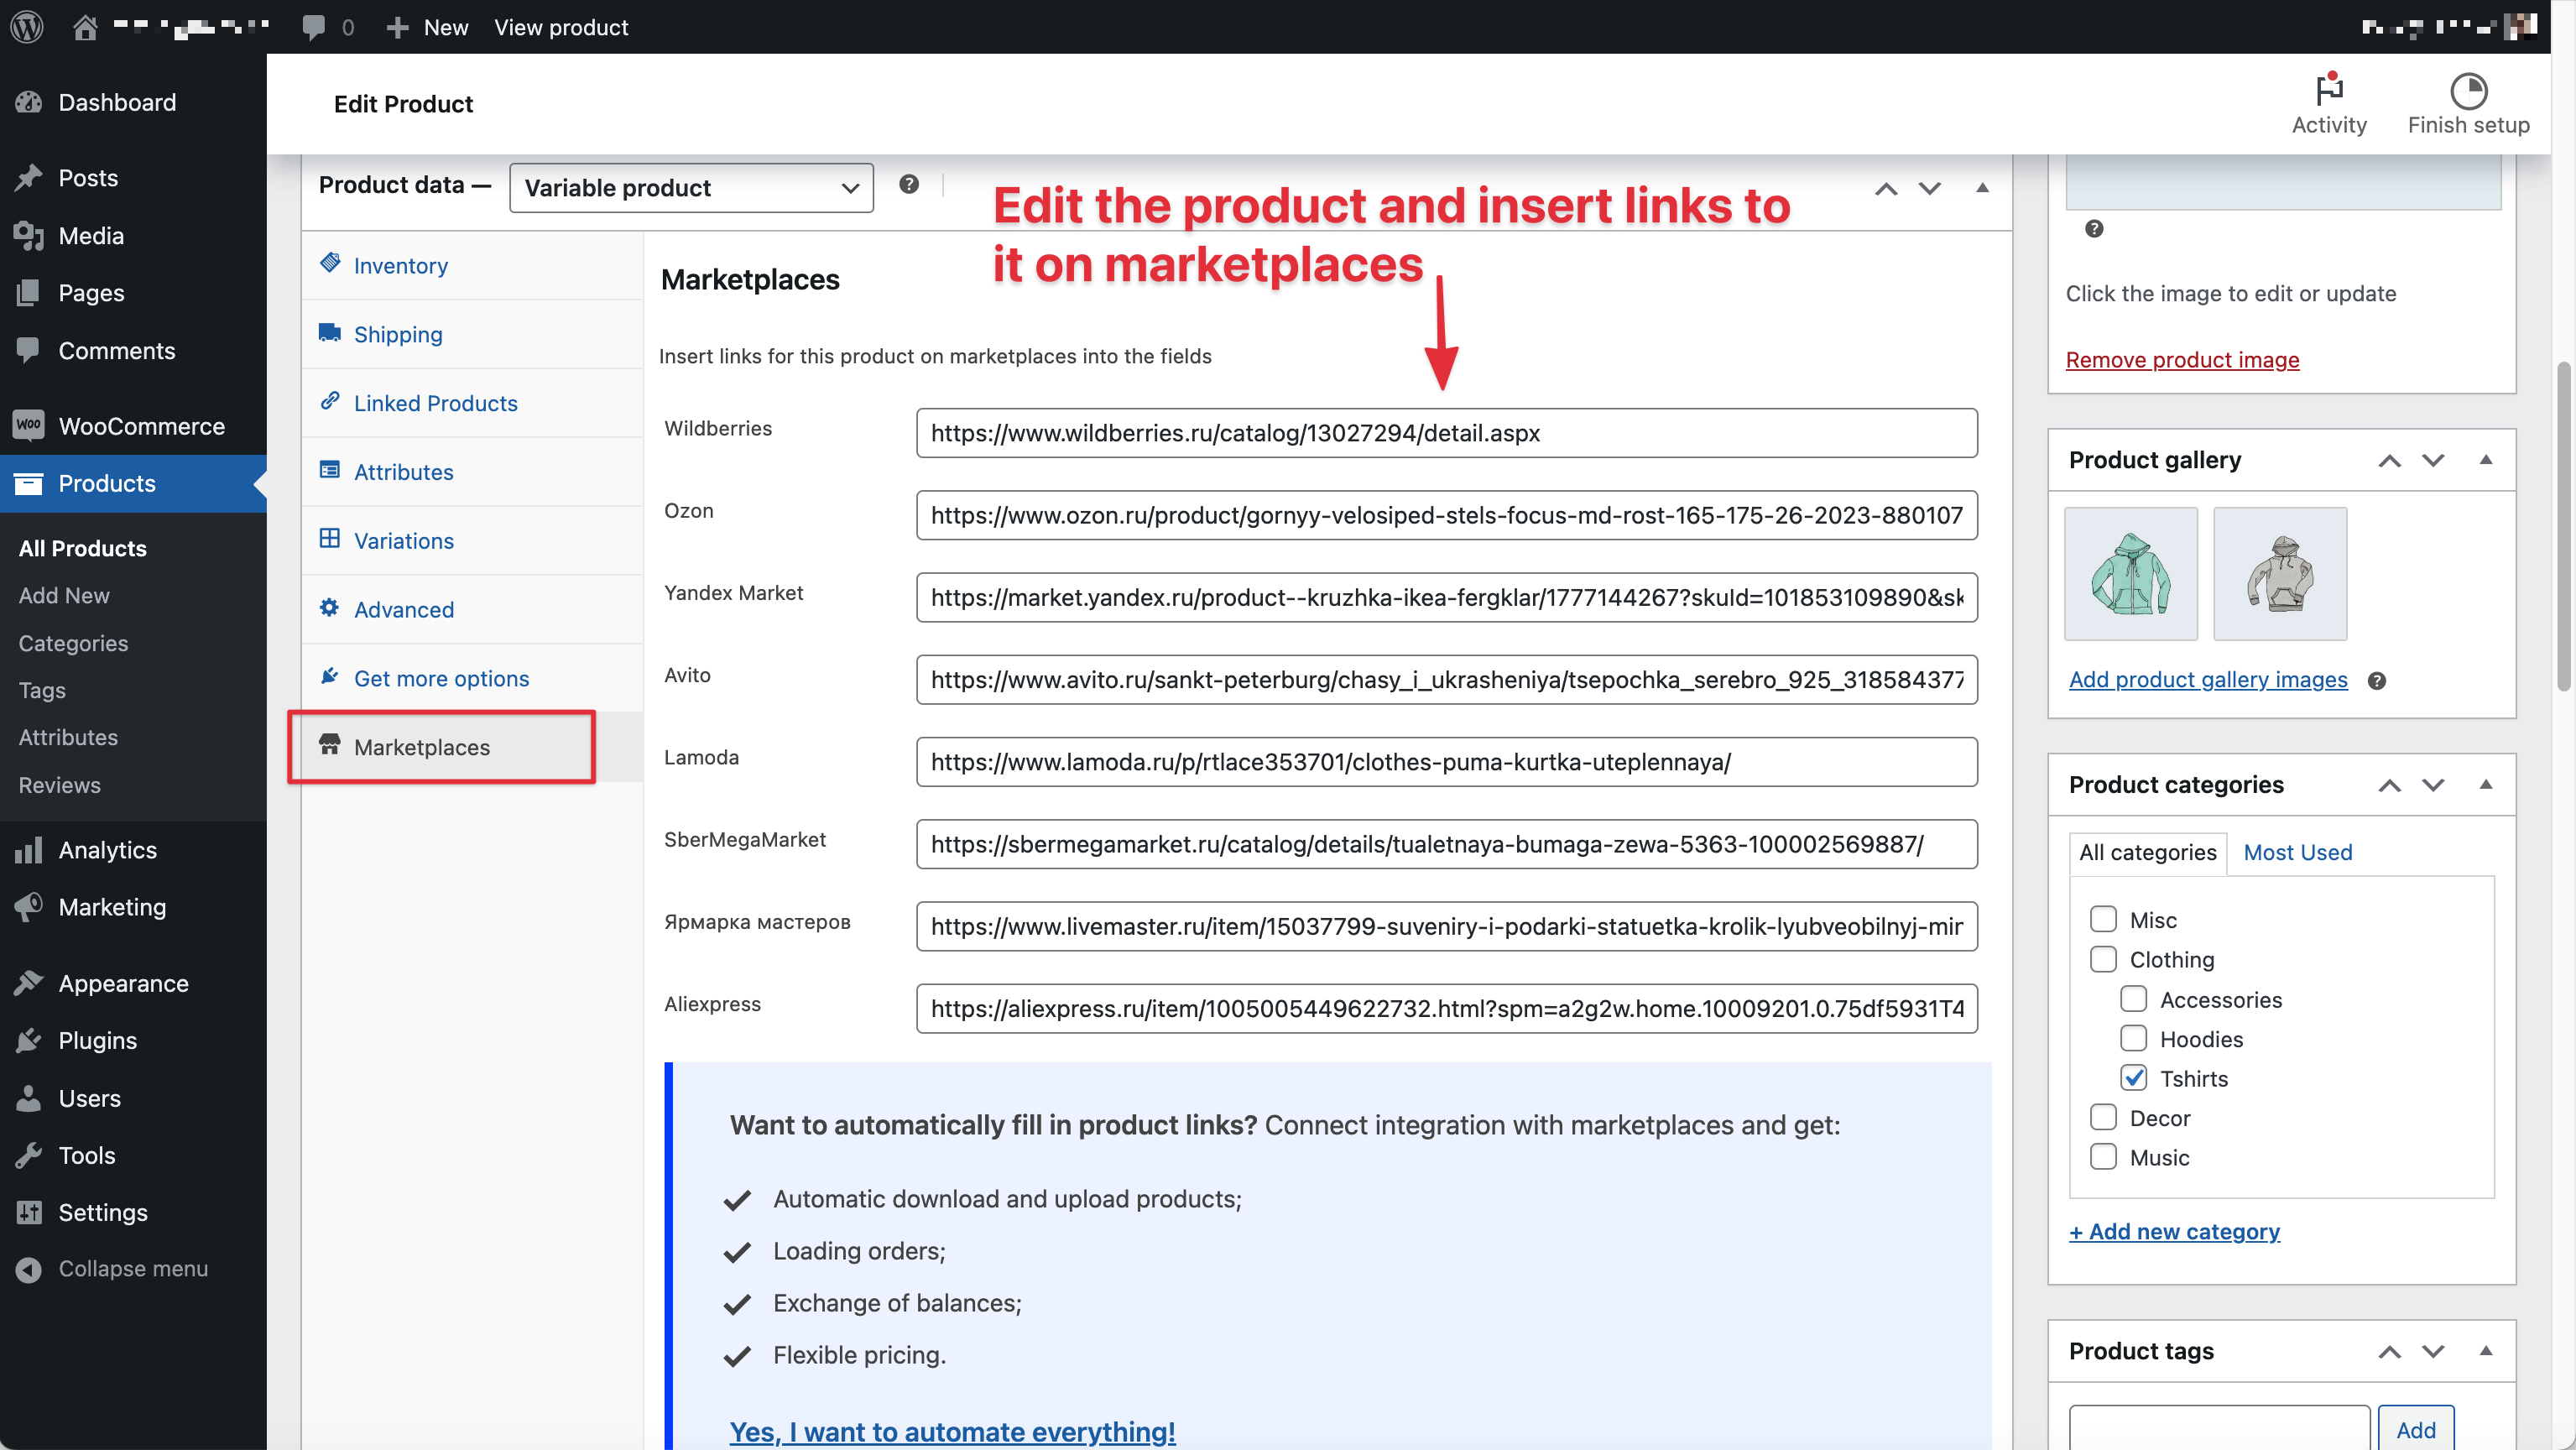 0
New
View product
Dashboard
Posts
Media
Pages
Comments
WooCommerce
Products
All Products
Add New
Categories
Tags
Attributes
Reviews
Analytics
Marketing
Appearance
Plugins
Users
Tools
Settings
Collapse menu
Edit Product
Activity
Finish setup
Product data —
Variable product
Edit the product and insert links to
it on marketplaces
Inventory
Shipping
Linked Products
Attributes
Variations
Advanced
Get more options
Marketplaces
Marketplaces
Insert links for this product on marketplaces into the fields
Wildberries
https://www.wildberries.ru/catalog/13027294/detail.aspx
Ozon
https://www.ozon.ru/product/gornyy-velosiped-stels-focus-md-rost-165-175-26-2023-880107
Yandex Market
https://market.yandex.ru/product--kruzhka-ikea-fergklar/1777144267?skuId=101853109890&sk
Avito
https://www.avito.ru/sankt-peterburg/chasy_i_ukrasheniya/tsepochka_serebro_925_318584377
Lamoda
https://www.lamoda.ru/p/rtlace353701/clothes-puma-kurtka-uteplennaya/
SberMegaMarket
https://sbermegamarket.ru/catalog/details/tualetnaya-bumaga-zewa-5363-100002569887/
Ярмарка мастеров
https://www.livemaster.ru/item/15037799-suveniry-i-podarki-statuetka-krolik-lyubveobilnyj-mir
Aliexpress
https://aliexpress.ru/item/1005005449622732.html?spm=a2g2w.home.10009201.0.75df5931T4
Want to automatically fill in product links? Connect integration with marketplaces and get:
Automatic download and upload products;
Loading orders;
Exchange of balances;
Flexible pricing.
Yes, I want to automate everything!
Click the image to edit or update
Remove product image
Product gallery
Add product gallery images
Product categories
All categories
Most Used
Misc
Clothing
Accessories
Hoodies
Tshirts
Decor
Music
+ Add new category
Product tags
Add